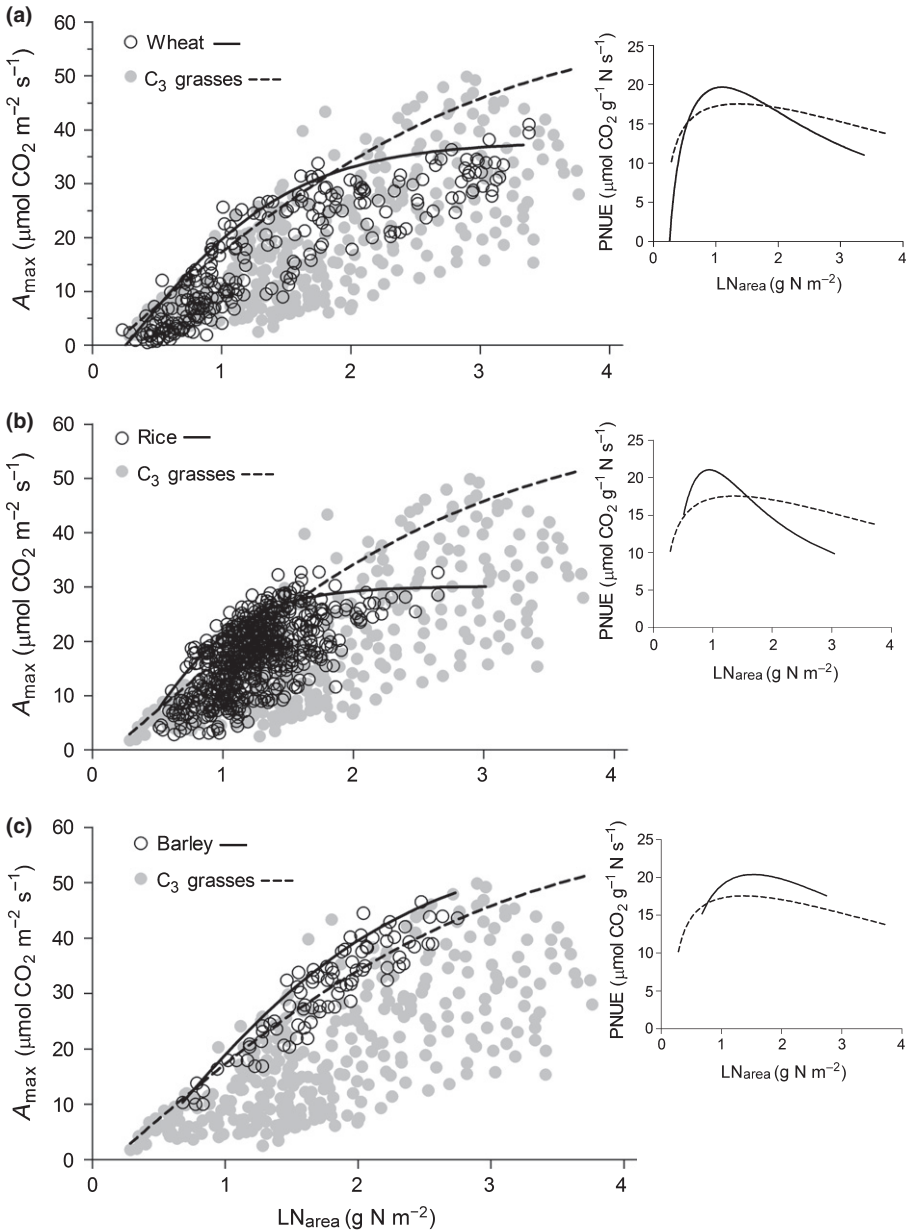 (a)
60
50
40
30
20
10
0
A max (μmol CO2 m−2 s−1)
Wheat
C3 grasses
0 1 2 3 4
25
20
15
10
5
0
PNUE (μmol CO2 g−1 N s−1)
0 1 2 3 4
LNarea (g N m−2)
(b)
60
50
40
30
20
10
0
Amax (μmol CO2 m−2 s−1)
Rice
C3 grasses
0 1 2 3 4
25
20
15
10
5
0
PNUE (μmol CO2 g−1 N s−1)
0 1 2 3 4
LNarea (g N m−2)
(c)
60
50
40
30
20
10
0
Amax (μmol CO2 m−2 s−1)
Barley
C3 grasses
0 1 2 3 4
LNarea (g N m−2)
25
20
15
10
5
0
PNUE (μmol CO2 g−1 N s−1)
0 1 2 3 4
LNarea (g N m−2)